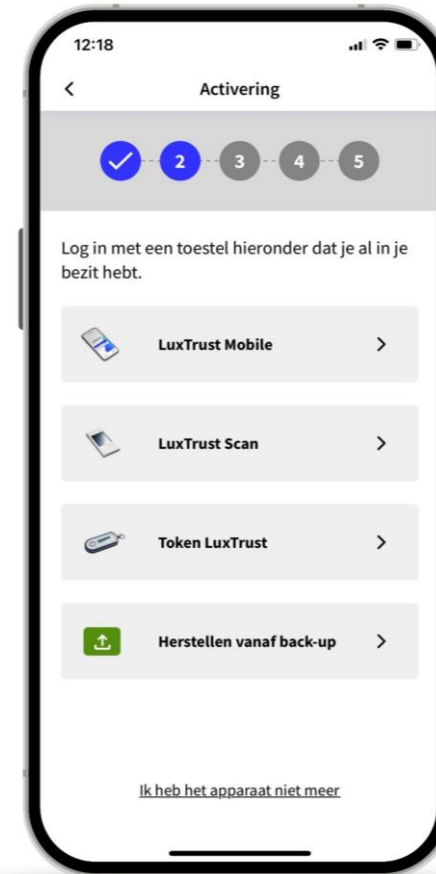 12:18
Activering
2 3 4 5
Log in met een toestel hieronder dat je al in je
bezit hebt.
LuxTrust Mobile
LuxTrust Scan
Token LuxTrust
Herstellen vanaf back-up
Ik heb het apparaat niet meer